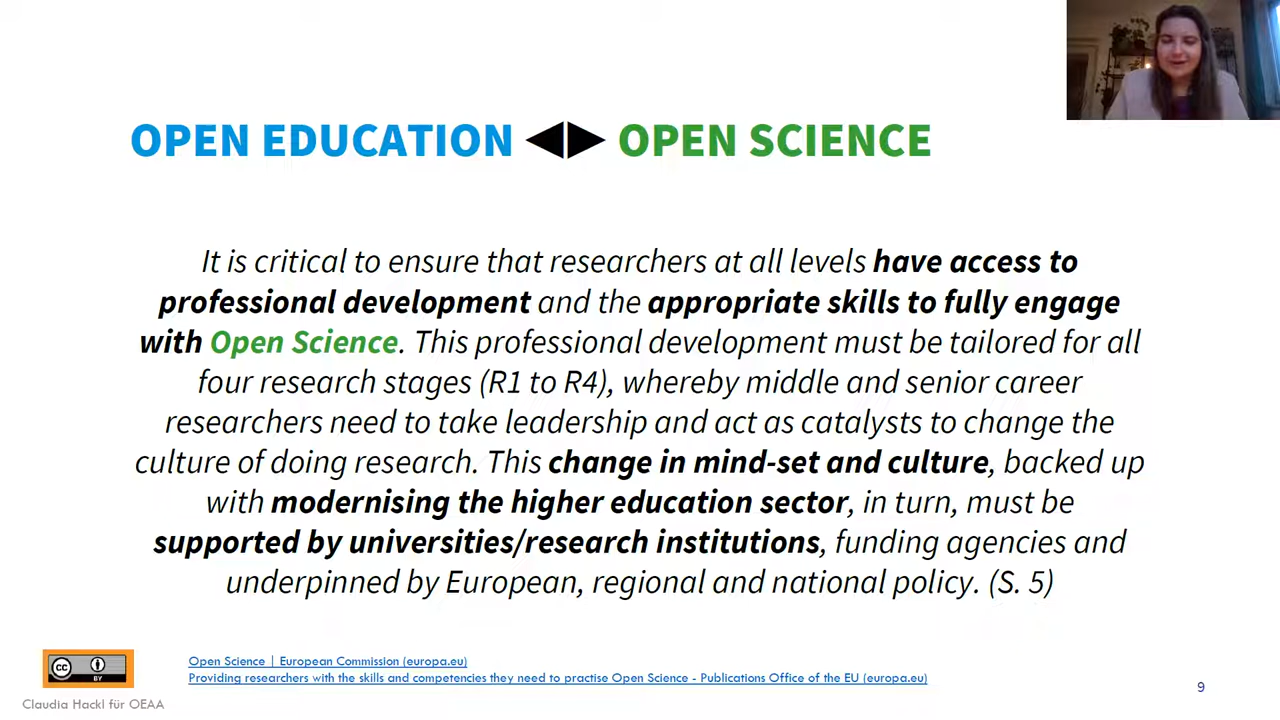 OPEN EDUCATION ◀▶ OPEN SCIENCE
It is critical to ensure that researchers at all levels have access to
professional development and the appropriate skills to fully engage
with Open Science. This professional development must be tailored for all
four research stages (R1 to R4), whereby middle and senior career
researchers need to take leadership and act as catalysts to change the
culture of doing research. This change in mind-set and culture, backed up
with modernising the higher education sector, in turn, must be
supported by universities/research institutions, funding agencies and
underpinned by European, regional and national policy. (S. 5)
cc
BY
Open Science | European Commission (europa.eu)
Providing researchers with the skills and competencies they need to practise Open Science - Publications Office of the EU (europa.eu)
Claudia Hackl für OEAA
9